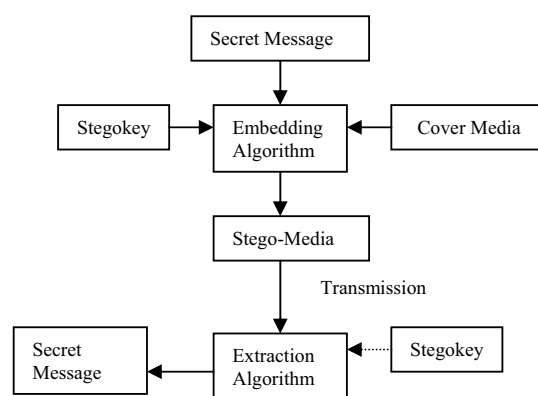 Secret Message
Stegokey
Embedding
Algorithm
Cover Media
Stego-Media
Transmission
Secret
Message
Extraction
Algorithm
Stegokey